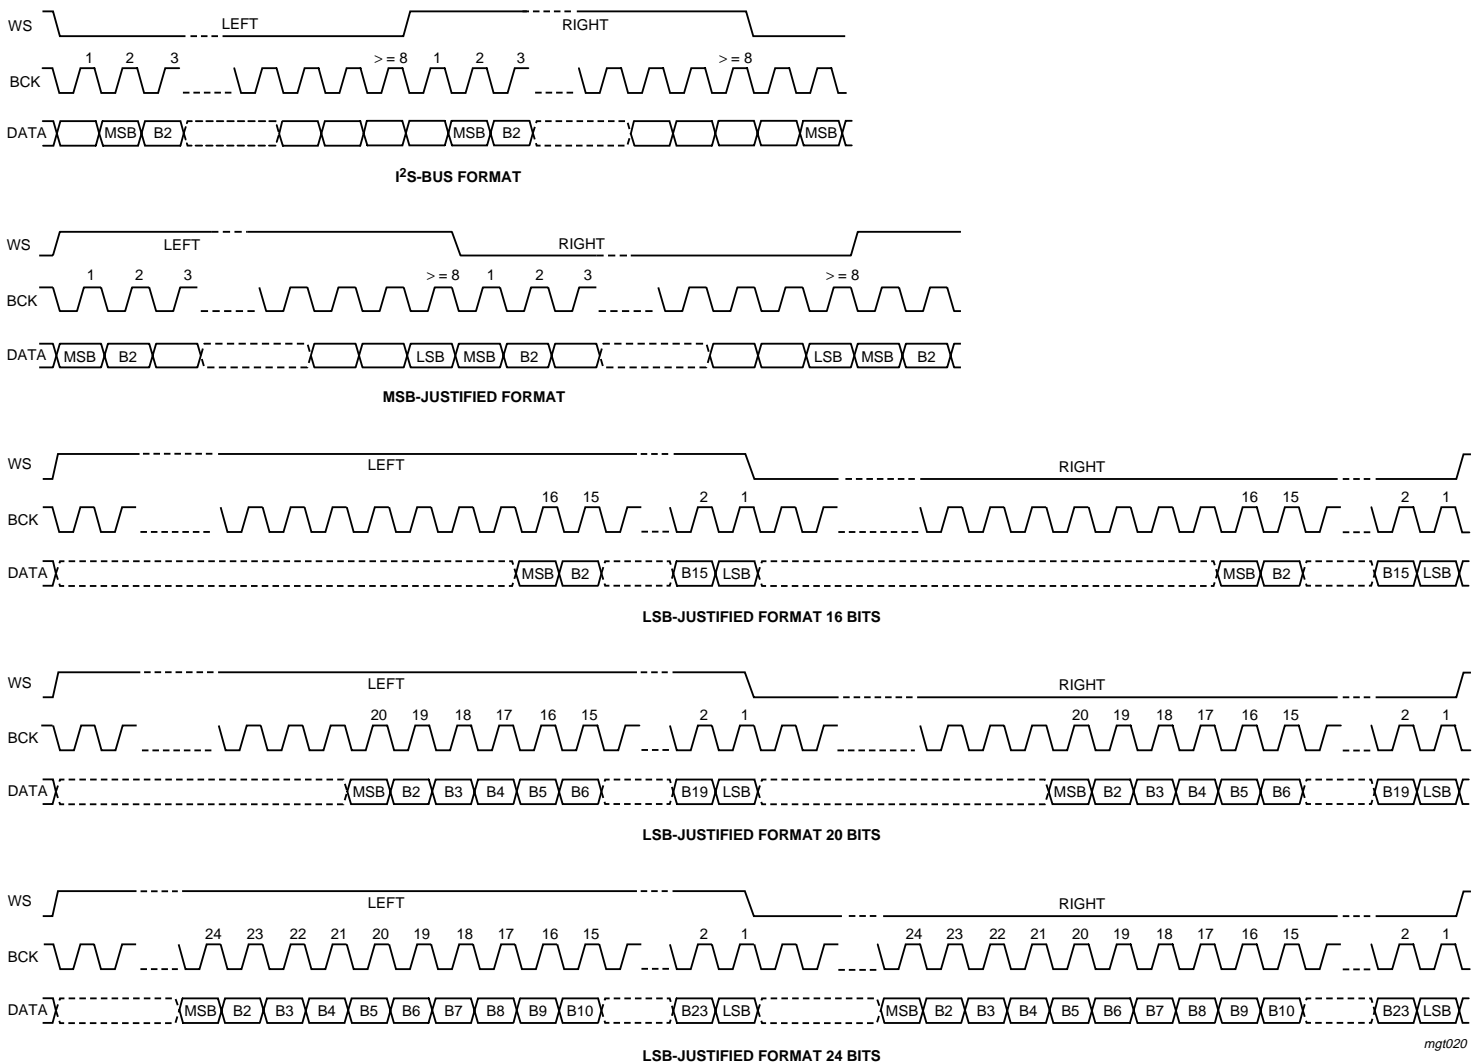 WS LEFT RIGHT
1 2 3 > = 8 1 2 3 > = 8
BCK
DATA MSB B2 MSB B2 MSB
I²S-BUS FORMAT
WS LEFT RIGHT
1 2 3 > = 8 1 2 3 > = 8
BCK
DATA MSB B2 LSB MSB B2 LSB MSB B2
MSB-JUSTIFIED FORMAT
WS LEFT RIGHT
16 15 2 1 16 15 2 1
BCK
DATA MSB B2 B15 LSB MSB B2 B15 LSB
LSB-JUSTIFIED FORMAT 16 BITS
WS LEFT RIGHT
20 19 18 17 16 15 2 1 20 19 18 17 16 15 2 1
BCK
DATA MSB B2 B3 B4 B5 B6 B19 LSB MSB B2 B3 B4 B5 B6 B19 LSB
LSB-JUSTIFIED FORMAT 20 BITS
WS LEFT RIGHT
24 23 22 21 20 19 18 17 16 15 2 1 24 23 22 21 20 19 18 17 16 15 2 1
BCK
DATA MSB B2 B3 B4 B5 B6 B7 B8 B9 B10 B23 LSB MSB B2 B3 B4 B5 B6 B7 B8 B9 B10 B23 LSB
LSB-JUSTIFIED FORMAT 24 BITS
mgt020